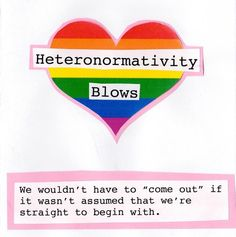 Heteronormativity
Blows
We wouldn't have to "come out" if
it wasn't assumed that we're
straight to begin with.